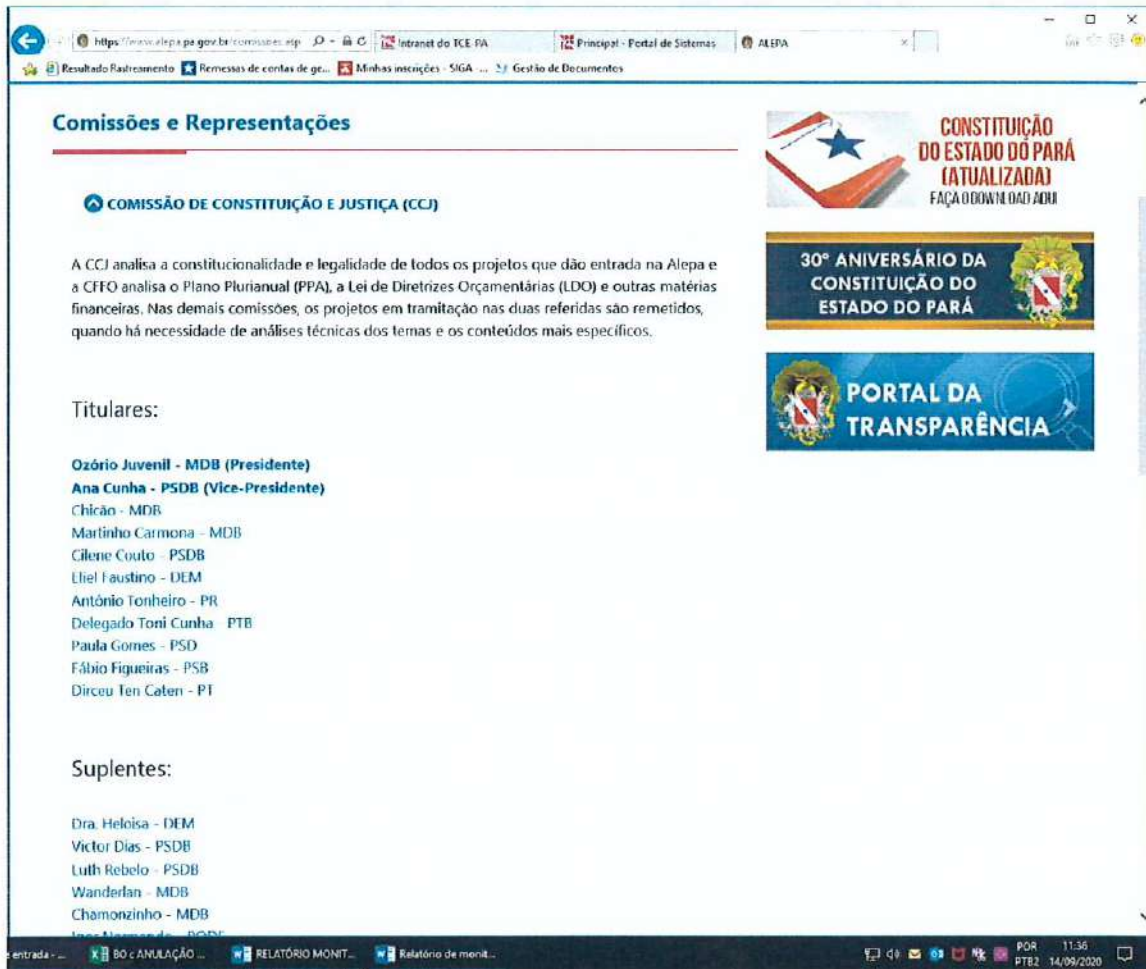 https://www.alepa.pa.gov.br/comissoes.asp
Intranet do TCE-PA
Principal - Portal de Sistemas
ALEPA
Resultado Rastreamento
Remessas de contas de ge...
Minhas inscrições - SIGA - ...
Gestão de Documentos
Comissões e Representações
COMISSÃO DE CONSTITUIÇÃO E JUSTIÇA (CCJ)
A CCJ analisa a constitucionalidade e legalidade de todos os projetos que dão entrada na Alepa e
a CFFO analisa o Plano Plurianual (PPA), a Lei de Diretrizes Orçamentárias (LDO) e outras matérias
financeiras. Nas demais comissões, os projetos em tramitação nas duas referidas são remetidos,
quando há necessidade de análises técnicas dos temas e os conteúdos mais específicos.
Titulares:
Ozório Juvenil - MDB (Presidente)
Ana Cunha - PSDB (Vice-Presidente)
Chicão - MDB
Martinho Carmona - MDB
Cilene Couto - PSDB
Eliel Faustino - DEM
Antônio Tonheiro - PR
Delegado Toni Cunha - PTB
Paula Gomes - PSD
Fábio Figueiras - PSB
Dirceu Ten Caten - PT
Suplentes:
Dra. Heloisa - DEM
Victor Dias - PSDB
Luth Rebelo - PSDB
Wanderlan - MDB
Chamonzinho - MDB
CONSTITUIÇÃO
DO ESTADO DO PARÁ
(ATUALIZADA)
FAÇA O DOWNLOAD AQUI
30º ANIVERSÁRIO DA
CONSTITUIÇÃO DO
ESTADO DO PARÁ
PORTAL DA
TRANSPARÊNCIA
entrada - ...
BO c ANULAÇÃO ...
RELATÓRIO MONIT...
Relatório de monit...
POR
PTB2
11:36
14/09/2020